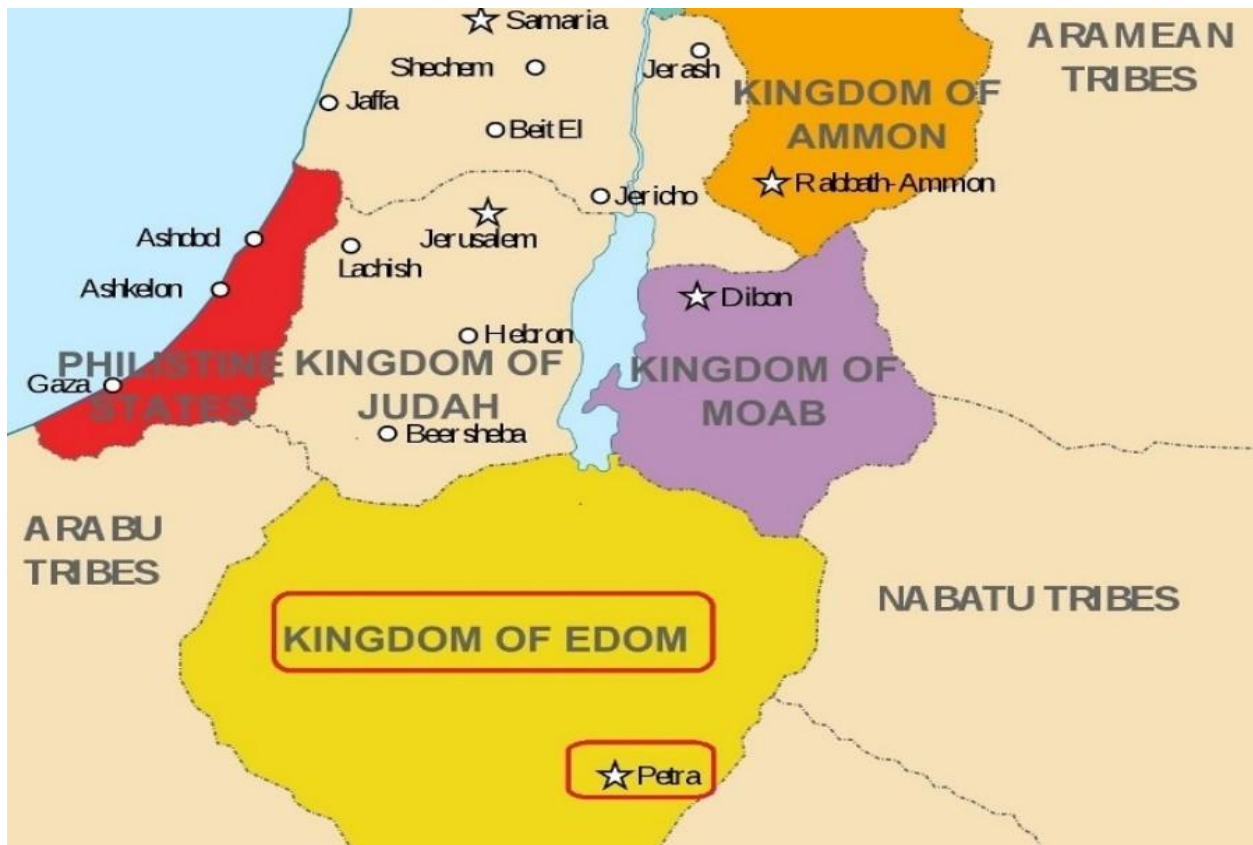 Samaria
Shechem
Jerash
ARAMEAN
TRIBES
Jaffa
KINGDOM OF
AMMON
Beit El
Rabbath-Ammon
Jericho
Ashdod
Jerusalem
Lachish
Ashkelon
Dibon
Hebron
PHILISTINE
STATES
KINGDOM OF
JUDAH
KINGDOM OF
MOAB
Gaza
Beersheba
ARABU
TRIBES
NABATU TRIBES
KINGDOM OF EDOM
Petra